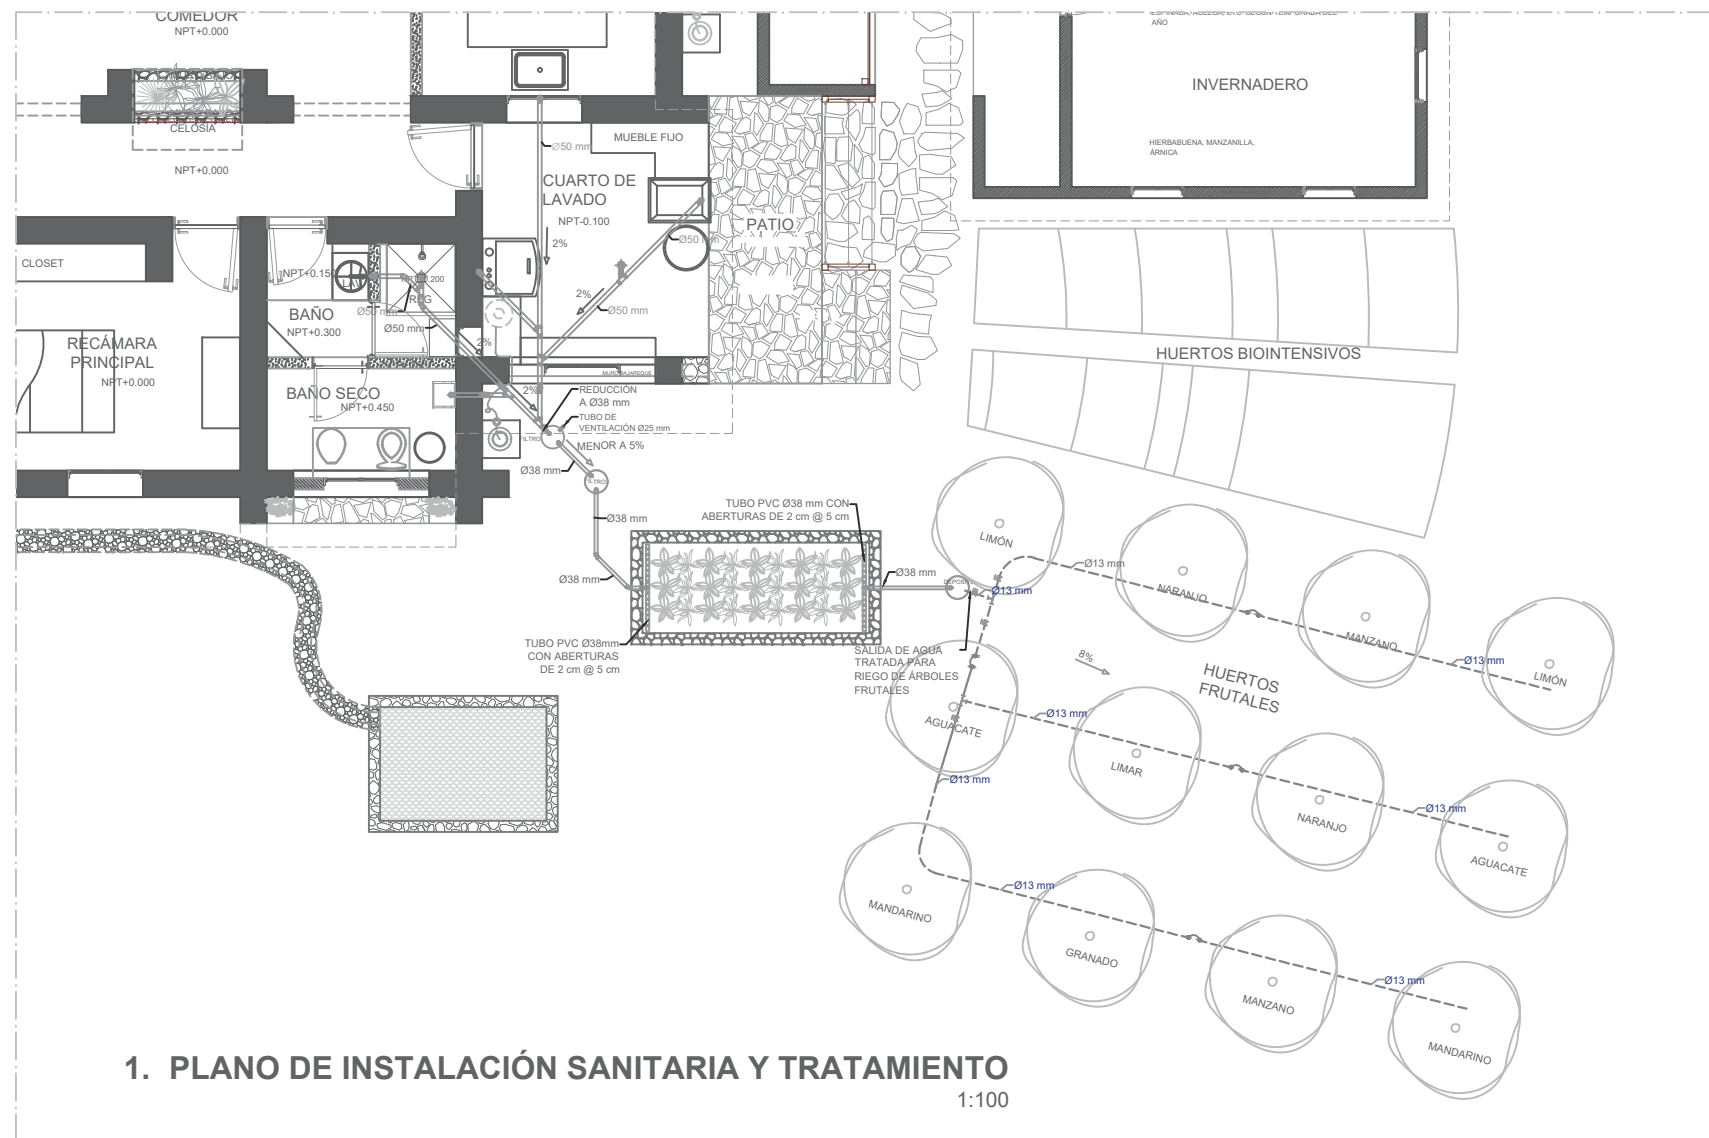 COMEDOR
NPT+0.000
CELOSÍA
NPT+0.000
MUEBLE FIJO
Ø50 mm
CUARTO DE
LAVADO
NPT-0.100
2%
Ø50 mm
2%
Ø50 mm
PATIO
AÑO
INVERNADERO
HIERBABUENA, MANZANILLA,
ÁRNICA
CLOSET
NPT+0.150
REG
Ø50 mm
Ø50 mm
BAÑO
NPT+0.300
2%
RECÁMARA
PRINCIPAL
NPT+0.000
BAÑO SECO
NPT+0.450
2%
REDUCCIÓN
A Ø38 mm
TUBO DE
VENTILACIÓN Ø25 mm
FILTRO
MENOR A 5%
Ø38 mm
FILTRO
Ø38 mm
Ø38 mm
TUBO PVC Ø38 mm CON
ABERTURAS DE 2 cm @ 5 cm
TUBO PVC Ø38mm
CON ABERTURAS
DE 2 cm @ 5 cm
Ø38 mm
Ø13 mm
SALIDA DE AGUA
TRATADA PARA
RIEGO DE ÁRBOLES
FRUTALES
HUERTOS BIOINTENSIVOS
LIMÓN
Ø13 mm
NARANJO
MANZANO
Ø13 mm
LIMÓN
8%
HUERTOS
FRUTALES
AGUACATE
Ø13 mm
LIMAR
NARANJO
Ø13 mm
AGUACATE
Ø13 mm
MANDARINO
Ø13 mm
GRANADO
MANZANO
Ø13 mm
MANDARINO
1. PLANO DE INSTALACIÓN SANITARIA Y TRATAMIENTO
1:100